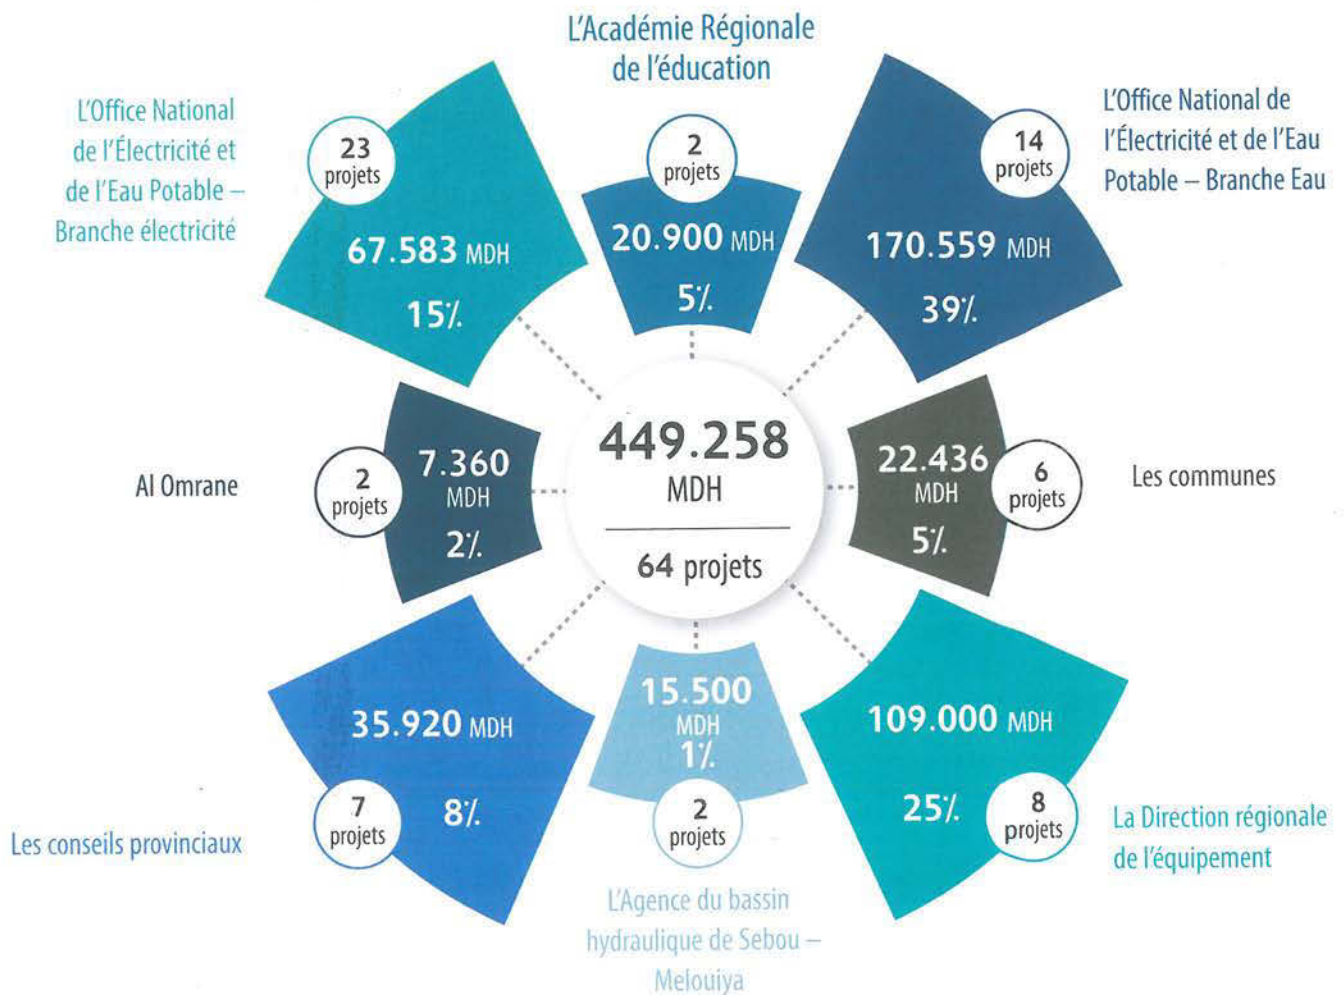 L'Académie Régionale
de l'éducation
2
projets
20.900 MDH
5%
L'Office National
de l'Électricité et
de l'Eau Potable –
Branche électricité
23
projets
67.583 MDH
15%
L'Office National de
l'Électricité et de l'Eau
Potable – Branche Eau
14
projets
170.559 MDH
39%
Al Omrane
2
projets
7.360
MDH
2%
449.258
MDH
64 projets
22.436
MDH
5%
6
projets
Les communes
Les conseils provinciaux
7
projets
35.920 MDH
8%
15.500
MDH
1%
2
projets
L'Agence du bassin
hydraulique de Sebou –
Melouiya
109.000 MDH
25%
8
projets
La Direction régionale
de l'équipement